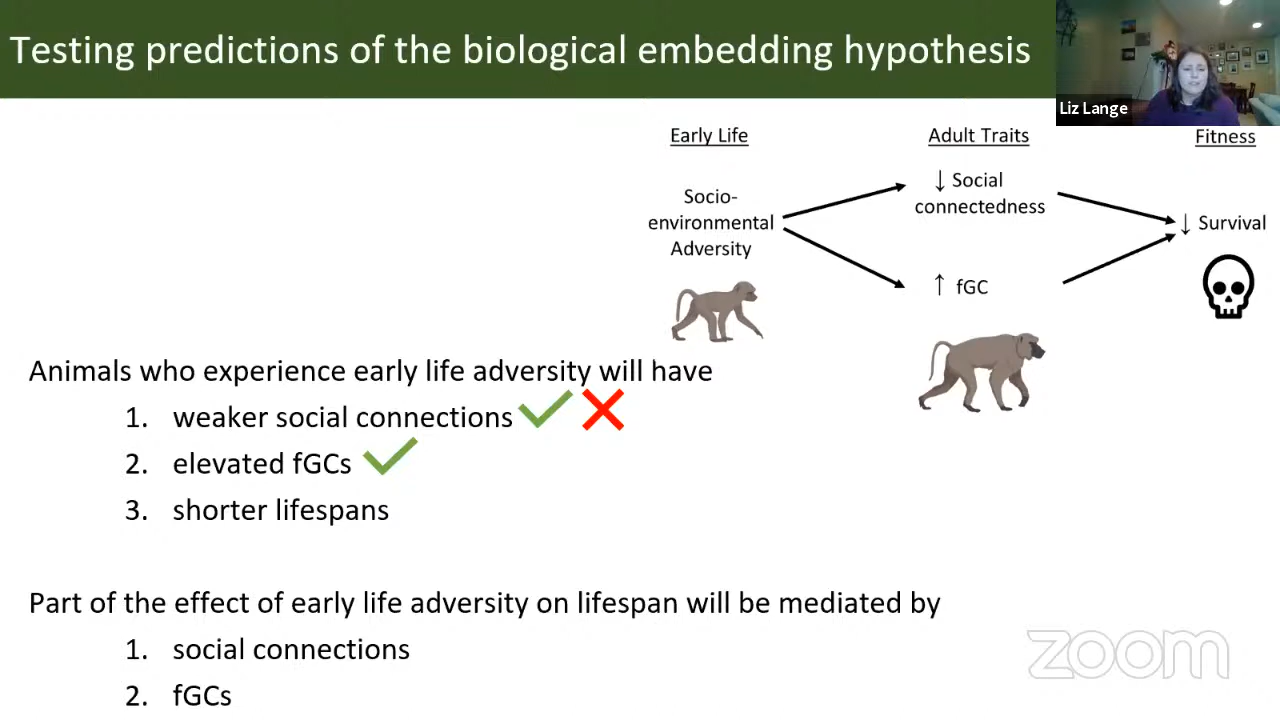 Testing predictions of the biological embedding hypothesis
Liz Lange
Early Life
Adult Traits
Fitness
Socio-
environmental
Adversity
↓ Social
connectedness
↑ fGC
↓ Survival
Animals who experience early life adversity will have
1. weaker social connections
2. elevated fGCs
3. shorter lifespans
Part of the effect of early life adversity on lifespan will be mediated by
1. social connections
2. fGCs
zoom